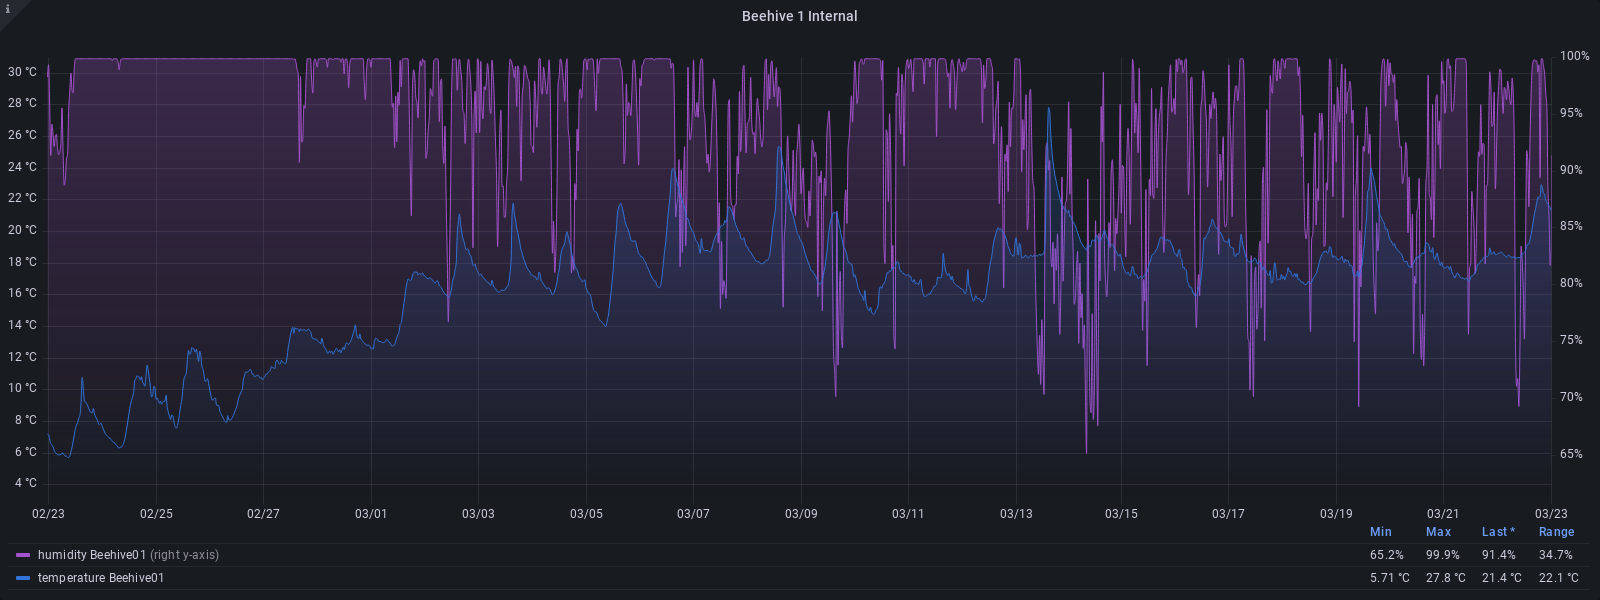 i
Beehive 1 Internal
30 °C
28 °C
26 °C
24 °C
22 °C
20 °C
18 °C
16 °C
14 °C
12 °C
10 °C
8 °C
6 °C
4 °C
100%
95%
90%
85%
80%
75%
70%
65%
02/23 02/25 02/27 03/01 03/03 03/05 03/07 03/09 03/11 03/13 03/15 03/17 03/19 03/21 03/23
Min Max Last * Range
humidity Beehive01 (right y-axis) 65.2% 99.9% 91.4% 34.7%
temperature Beehive01 5.71 °C 27.8 °C 21.4 °C 22.1 °C